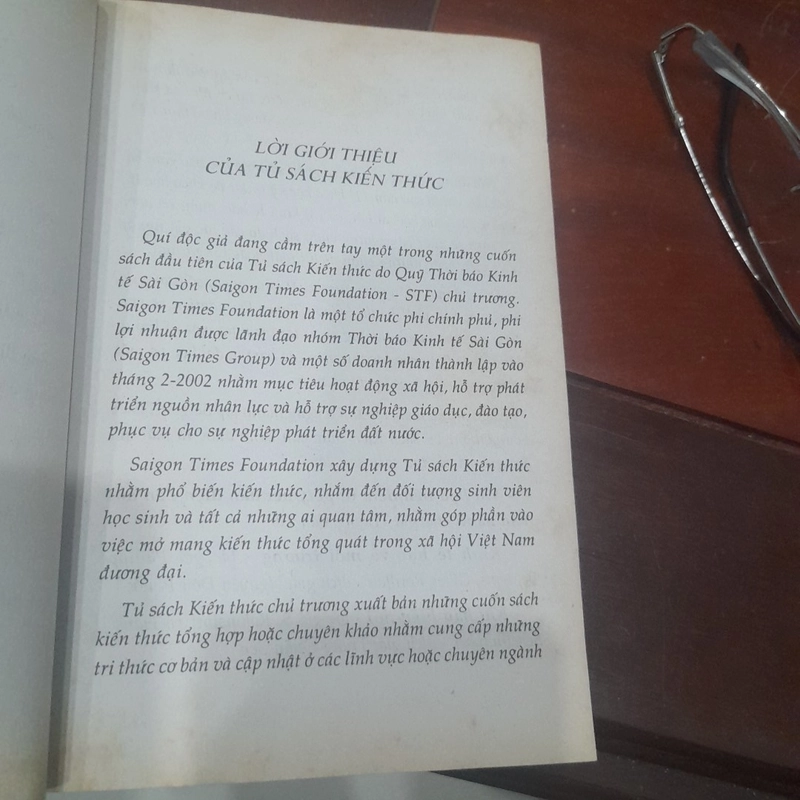 LỜI GIỚI THIỆU
CỦA TỦ SÁCH KIẾN THỨC
Quí độc giả đang cầm trên tay một trong những cuốn
sách đầu tiên của Tủ sách Kiến thức do Quỹ Thời báo Kinh
tế Sài Gòn (Saigon Times Foundation - STF) chủ trương.
Saigon Times Foundation là một tổ chức phi chính phủ, phi
lợi nhuận được lãnh đạo nhóm Thời báo Kinh tế Sài Gòn
(Saigon Times Group) và một số doanh nhân thành lập vào
tháng 2-2002 nhằm mục tiêu hoạt động xã hội, hỗ trợ phát
triển nguồn nhân lực và hỗ trợ sự nghiệp giáo dục, đào tạo,
phục vụ cho sự nghiệp phát triển đất nước.
Saigon Times Foundation xây dựng Tủ sách Kiến thức
nhằm phổ biến kiến thức, nhắm đến đối tượng sinh viên
học sinh và tất cả những ai quan tâm, nhằm góp phần vào
việc mở mang kiến thức tổng quát trong xã hội Việt Nam
đương đại.
Tủ sách Kiến thức chủ trương xuất bản những cuốn sách
kiến thức tổng hợp hoặc chuyên khảo nhằm cung cấp những
tri thức cơ bản và cập nhật ở các lĩnh vực hoặc chuyên ngành